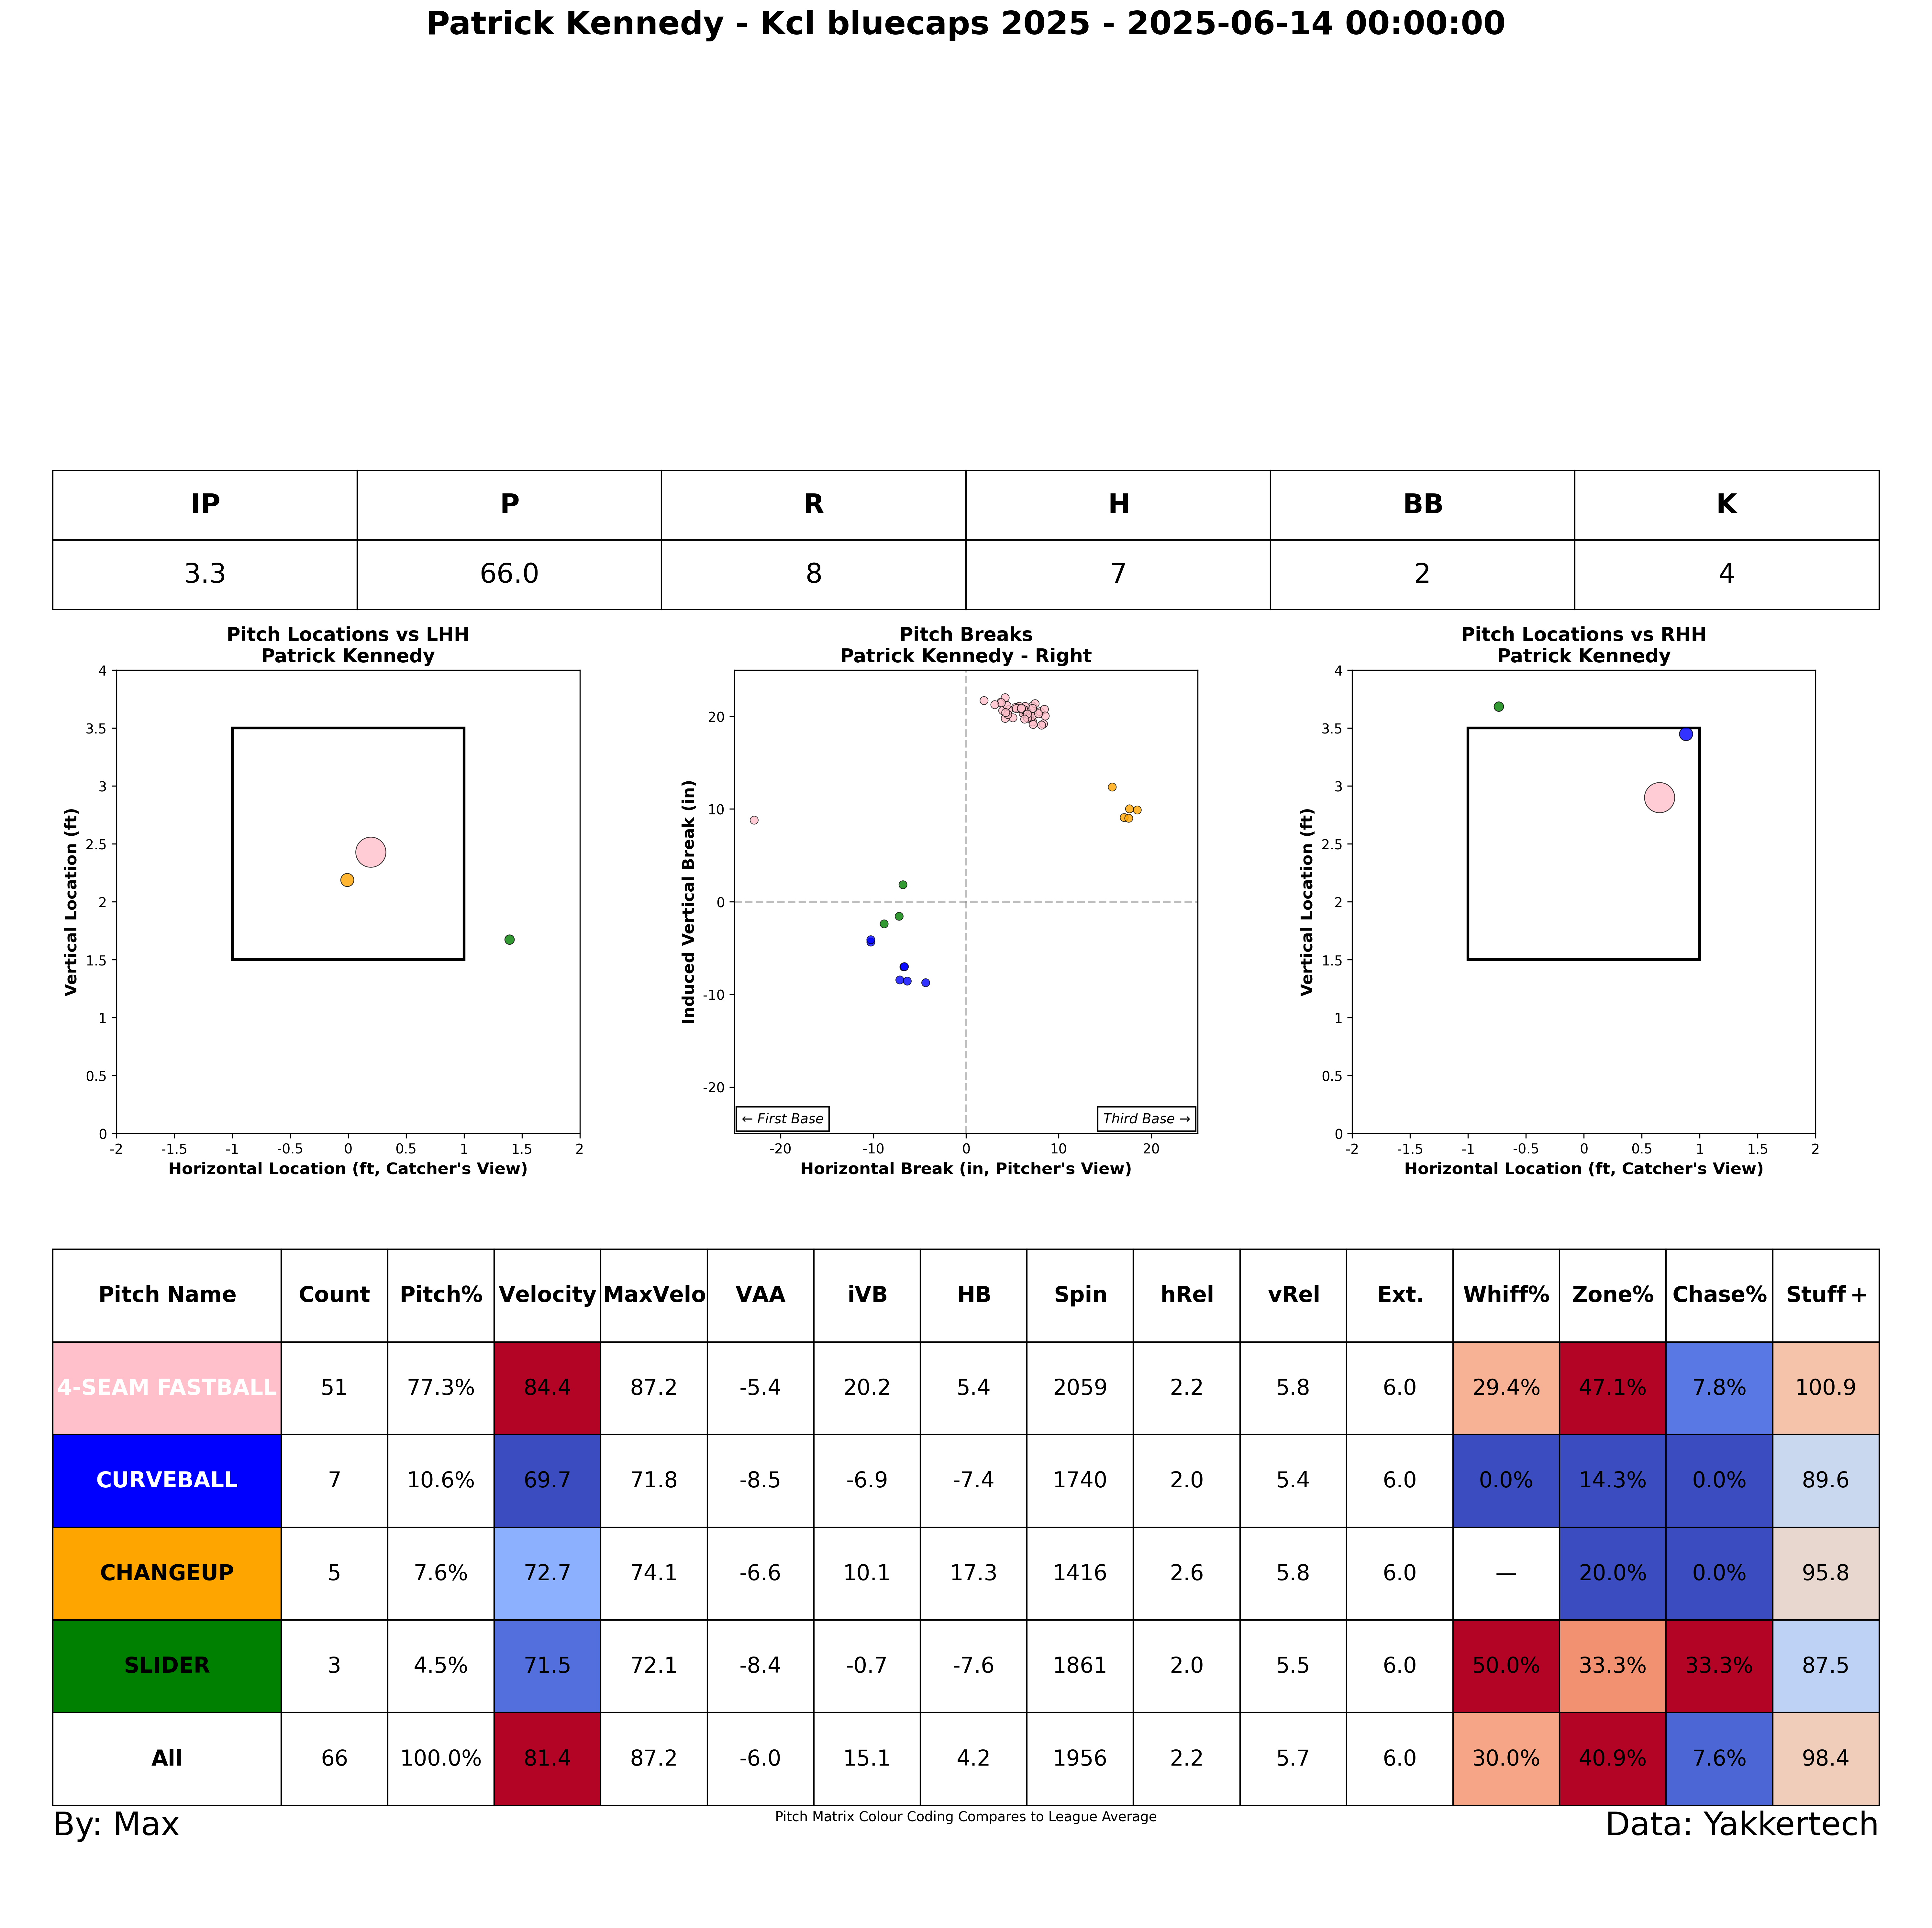 Patrick Kennedy - Kcl bluecaps 2025 - 2025-06-14 00:00:00
IP P R H BB K
3.3 66.0 8 7 2 4
Pitch Locations vs LHH
Patrick Kennedy
4
3.5
3
2.5
2
1.5
1
0.5
0
-2 -1.5 -1 -0.5 0 0.5 1 1.5 2
Vertical Location (ft)
Horizontal Location (ft, Catcher's View)
Pitch Breaks
Patrick Kennedy - Right
20
10
0
-10
-20
← First Base
Third Base →
-20 -10 0 10 20
Induced Vertical Break (in)
Horizontal Break (in, Pitcher's View)
Pitch Locations vs RHH
Patrick Kennedy
4
3.5
3
2.5
2
1.5
1
0.5
0
-2 -1.5 -1 -0.5 0 0.5 1 1.5 2
Vertical Location (ft)
Horizontal Location (ft, Catcher's View)
Pitch Name Count Pitch% Velocity MaxVelo VAA iVB HB Spin hRel vRel Ext. Whiff% Zone% Chase% Stuff+
4-SEAM FASTBALL 51 77.3% 84.4 87.2 -5.4 20.2 5.4 2059 2.2 5.8 6.0 29.4% 47.1% 7.8% 100.9
CURVEBALL 7 10.6% 69.7 71.8 -8.5 -6.9 -7.4 1740 2.0 5.4 6.0 0.0% 14.3% 0.0% 89.6
CHANGEUP 5 7.6% 72.7 74.1 -6.6 10.1 17.3 1416 2.6 5.8 6.0 — 20.0% 0.0% 95.8
SLIDER 3 4.5% 71.5 72.1 -8.4 -0.7 -7.6 1861 2.0 5.5 6.0 50.0% 33.3% 33.3% 87.5
All 66 100.0% 81.4 87.2 -6.0 15.1 4.2 1956 2.2 5.7 6.0 30.0% 40.9% 7.6% 98.4
By: Max
Pitch Matrix Colour Coding Compares to League Average
Data: Yakkertech